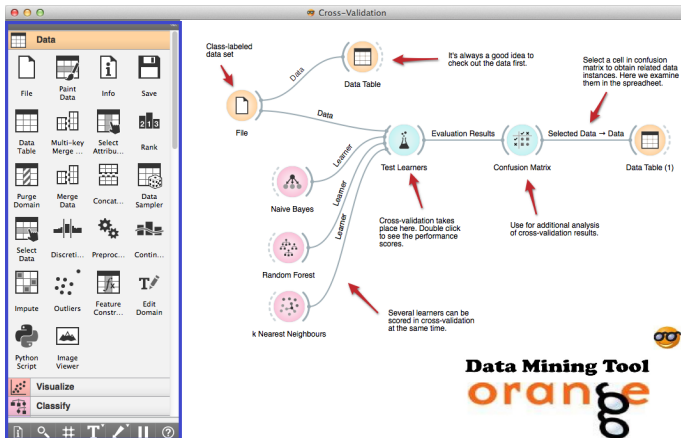 Cross-Validation
Data
File
Paint
Data
Info
Save
Data
Table
Multi-key
Merge ...
Select
Attribu...
Rank
Purge
Domain
Merge
Data
Concat...
Data
Sampler
Select
Data
Discreti...
Preproc...
Contin...
Impute
Outliers
Feature
Constr...
Edit
Domain
Python
Script
Image
Viewer
Visualize
Classify
Class-labeled
data set
File
Data
Data Table
It's always a good idea to
check out the data first.
Data
Learner
Learner
Learner
Naive Bayes
Random Forest
k Nearest Neighbours
Test Learners
Evaluation Results
Confusion Matrix
Selected Data → Data
Data Table (1)
Select a cell in confusion
matrix to obtain related data
instances. Here we examine
them in the spreadheet.
Cross-validation takes
place here. Double click
to see the performance
scores.
Use for additional analysis
of cross-validation results.
Several learners can be
scored in cross-validation
at the same time.
Data Mining Tool
orange